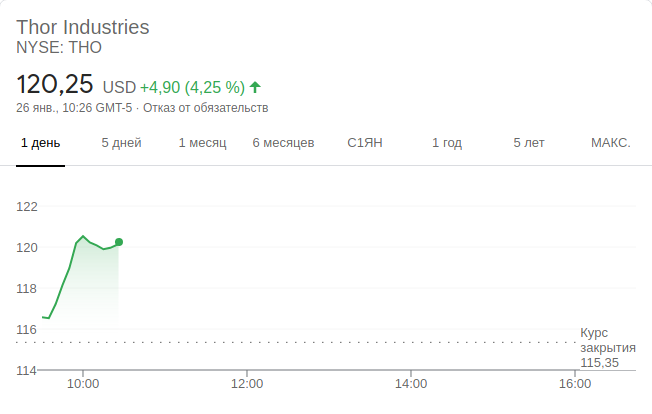 Thor Industries
NYSE: THO
120,25 USD +4,90 (4,25 %)
26 янв., 10:26 GMT-5 · Отказ от обязательств
1 день 5 дней 1 месяц 6 месяцев С1ЯН 1 год 5 лет МАКС.
122
120
118
116
Курс
закрытия
115,35
114
10:00 12:00 14:00 16:00